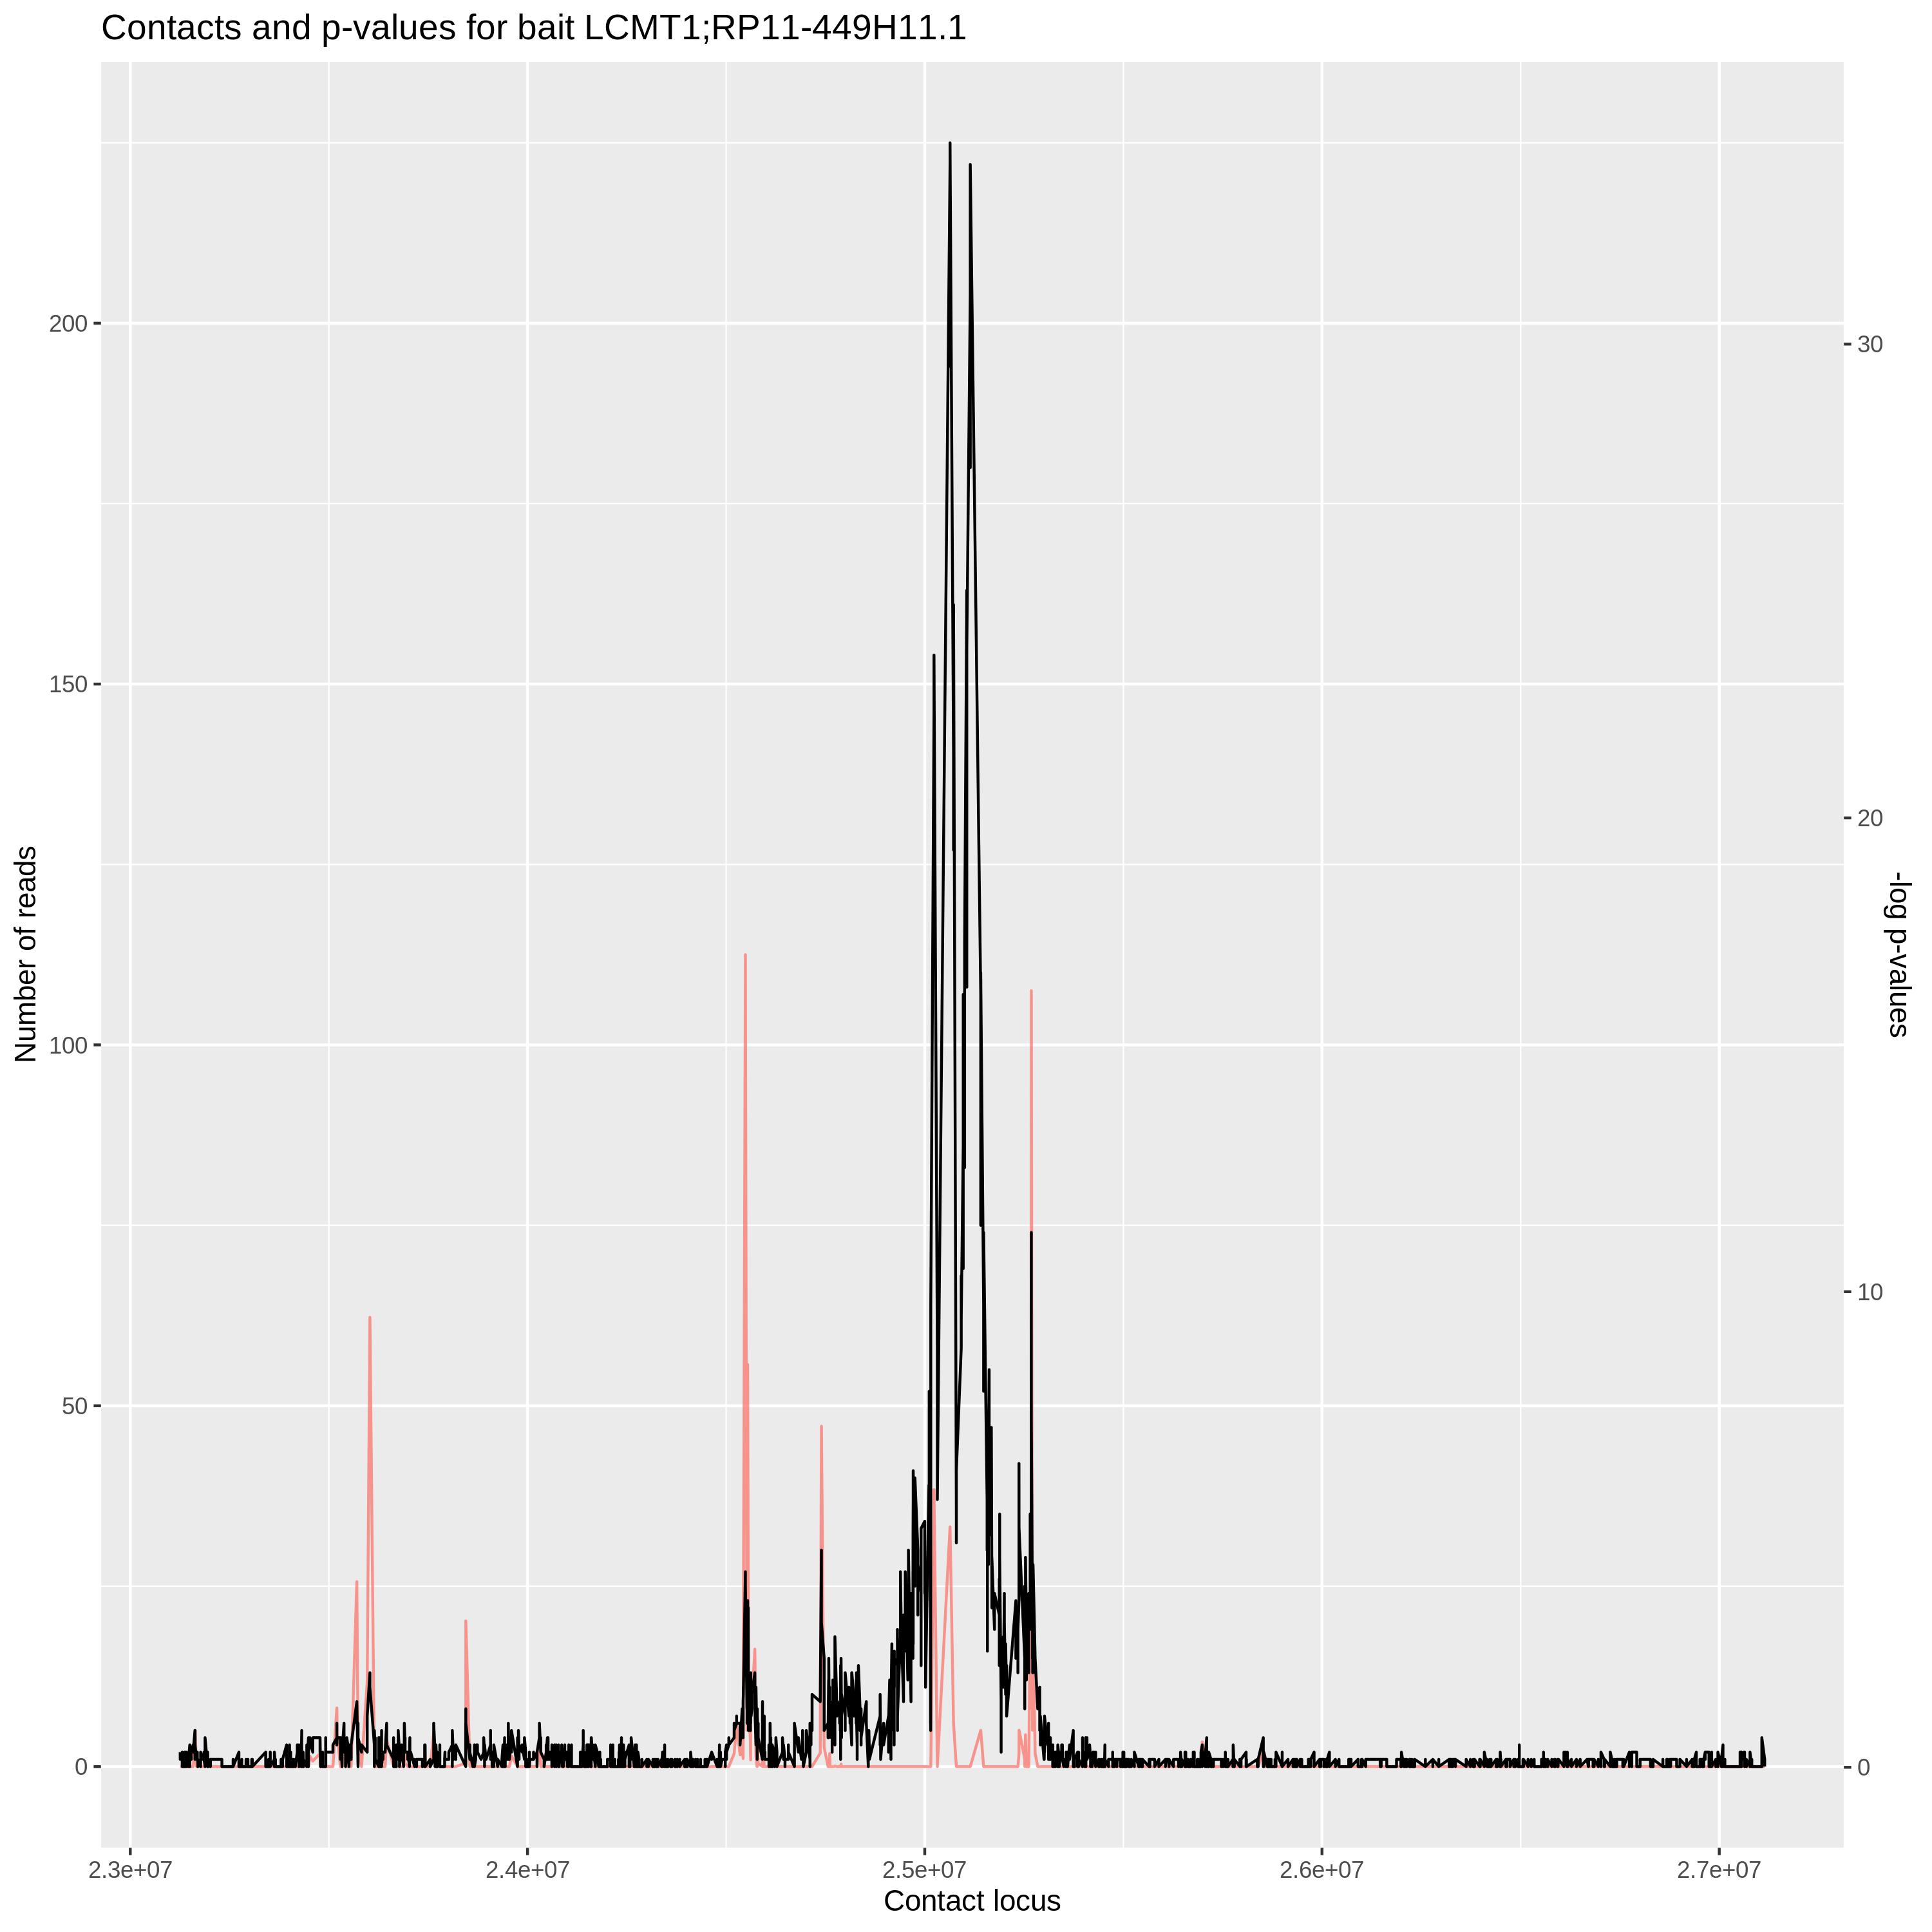 Contacts and p-values for bait LCMT1;RP11-449H11.1
Number of reads
200
150
100
50
0
30
20
10
0
-log p-values
2.3e+07 2.4e+07 2.5e+07 2.6e+07 2.7e+07
Contact locus